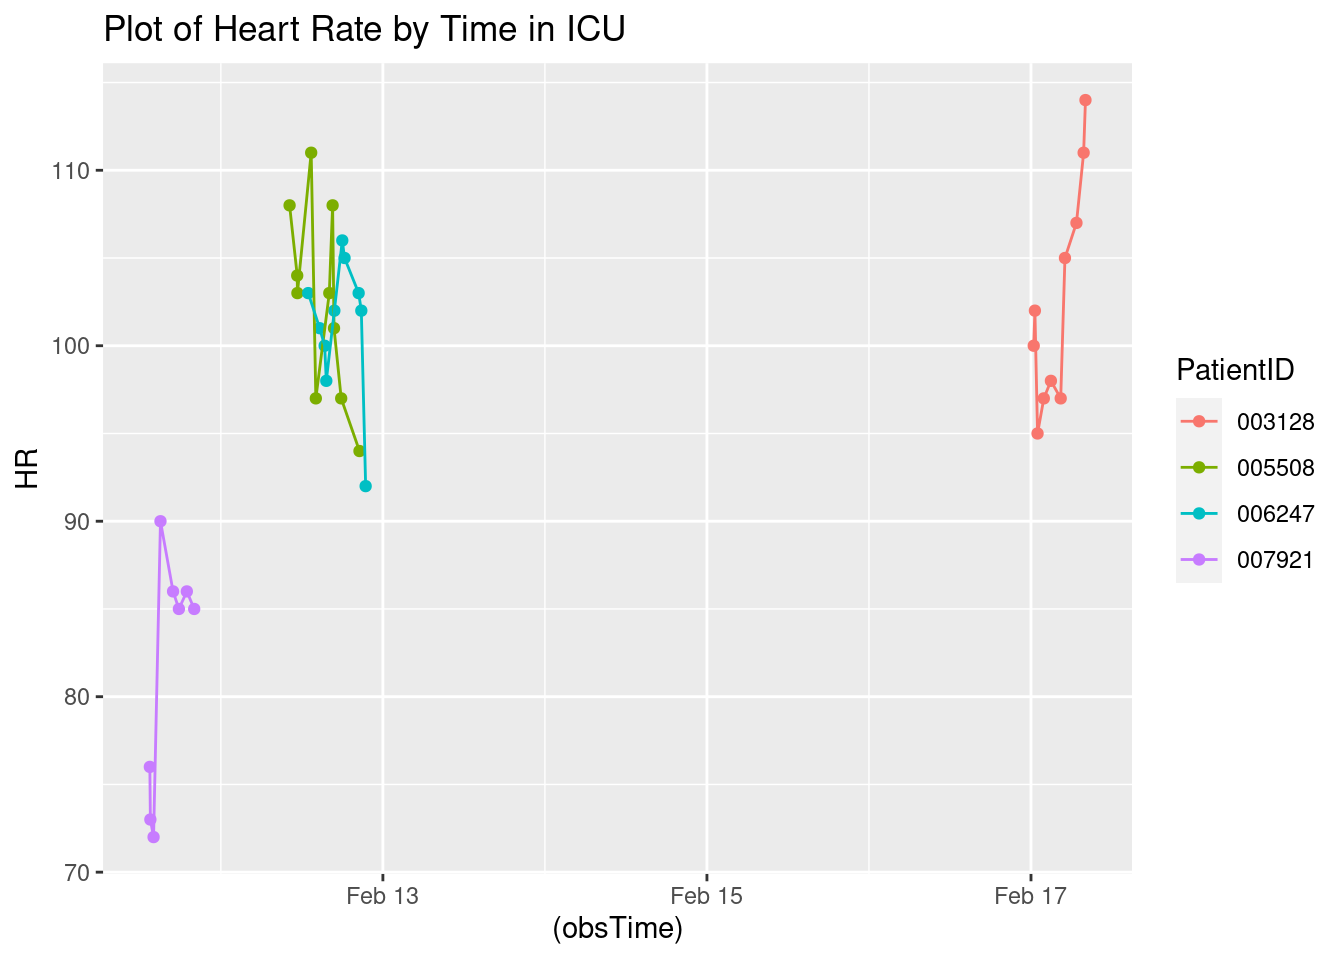 Plot of Heart Rate by Time in ICU
110
100
90
80
70
HR
Feb 13
Feb 15
Feb 17
(obsTime)
PatientID
003128
005508
006247
007921